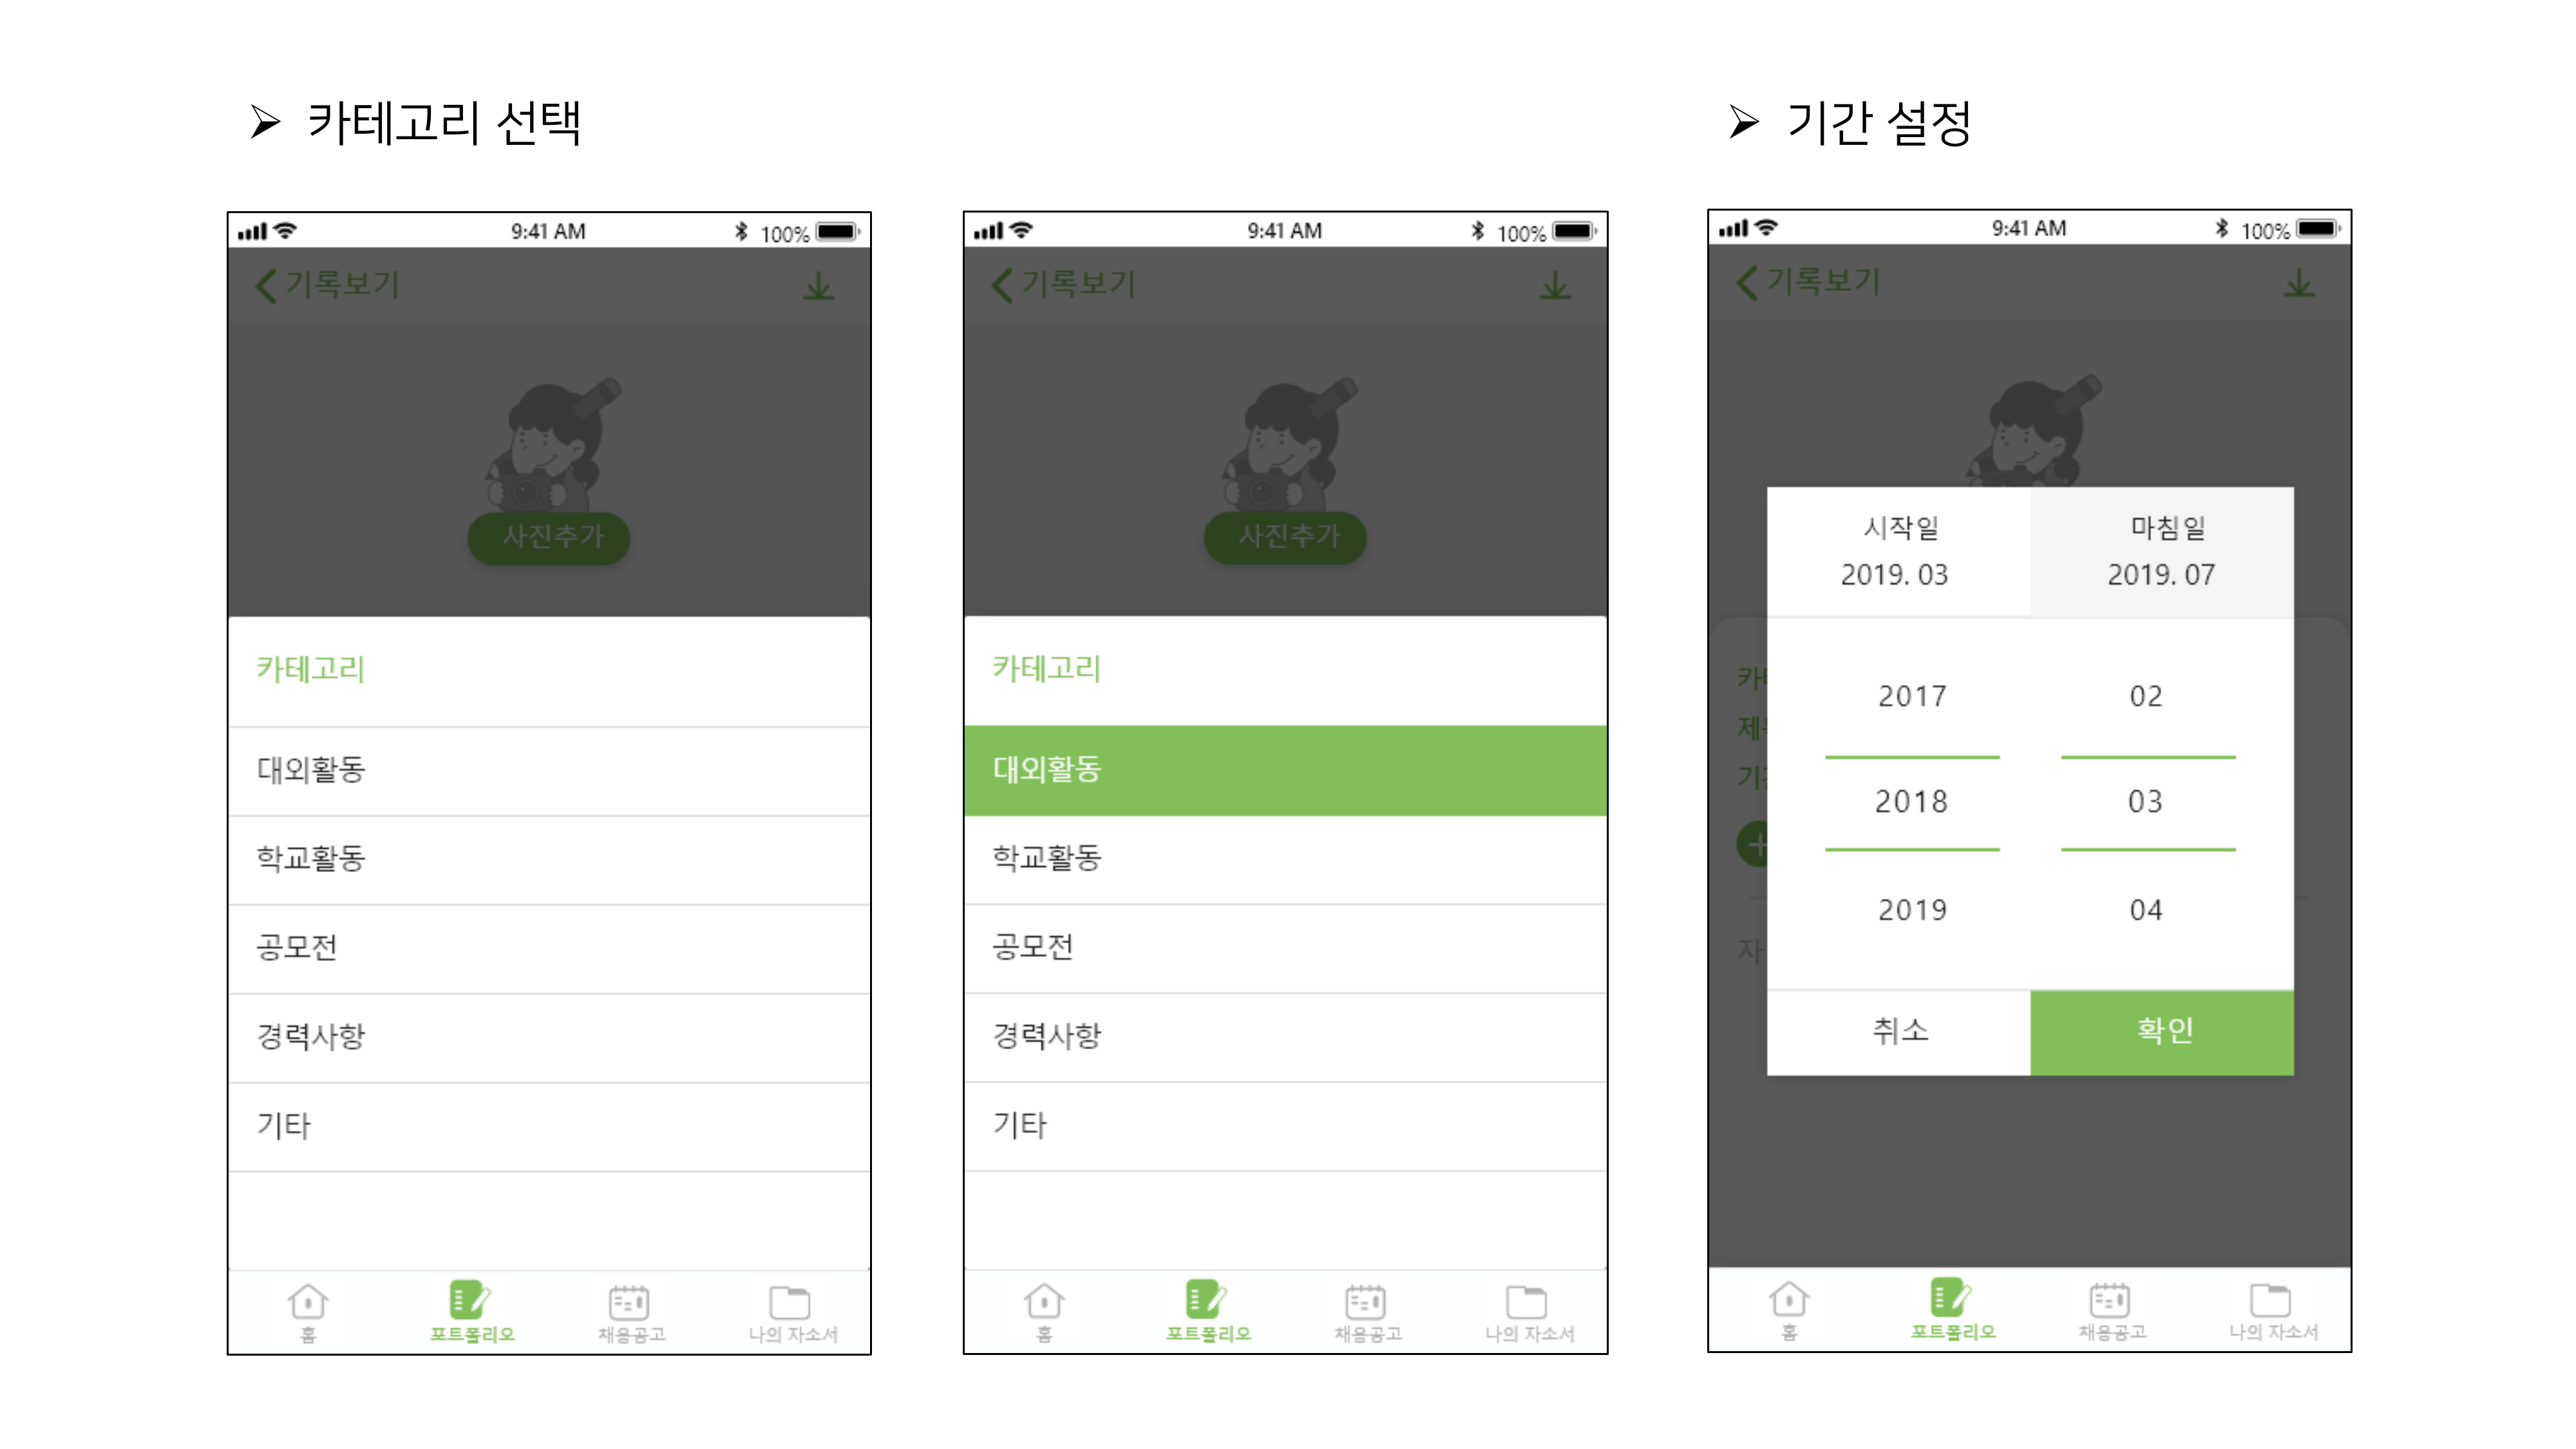 ➢ 카테고리 선택
9:41 AM
100%
기록보기
사진추가
카테고리
대외활동
학교활동
공모전
경력사항
기타
홈
포트폴리오
채용공고
나의 자소서
9:41 AM
100%
기록보기
사진추가
카테고리
대외활동
학교활동
공모전
경력사항
기타
홈
포트폴리오
채용공고
나의 자소서
➢ 기간 설정
9:41 AM
100%
기록보기
시작일
2019. 03
마침일
2019. 07
2017 02
2018 03
2019 04
취소
확인
홈
포트폴리오
채용공고
나의 자소서